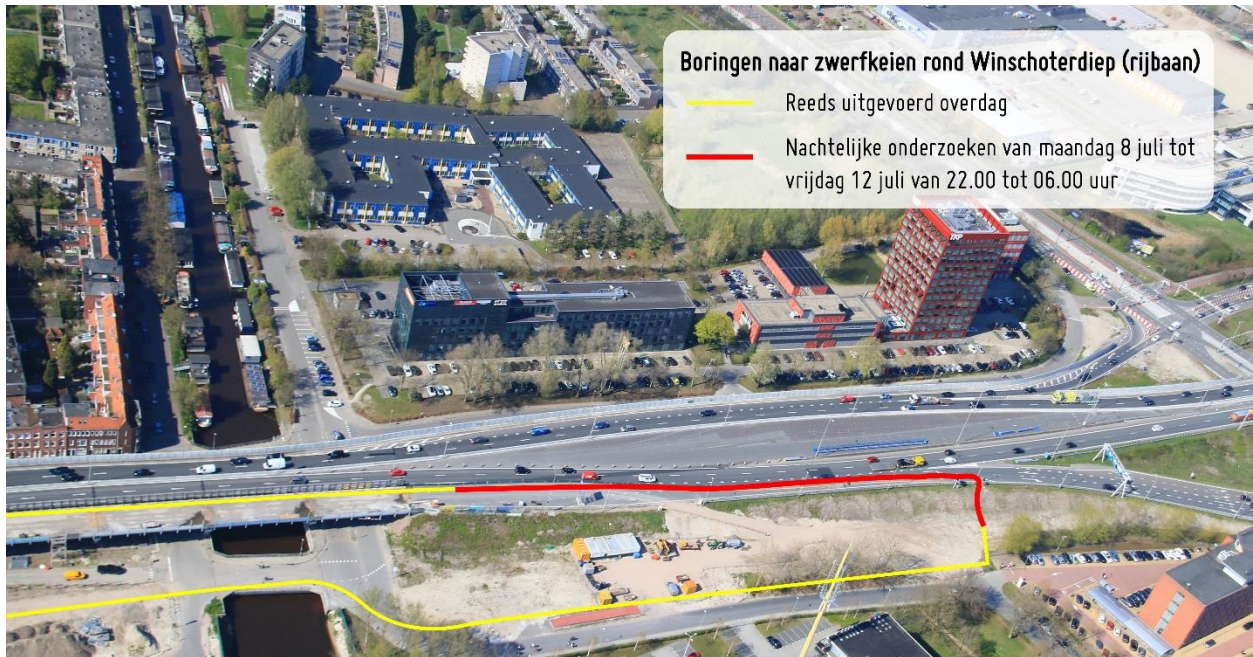 Boringen naar zwerfkeien rond Winschoterdiep (rijbaan)
Reeds uitgevoerd overdag
Nachtelijke onderzoeken van maandag 8 juli tot
vrijdag 12 juli van 22.00 tot 06.00 uur